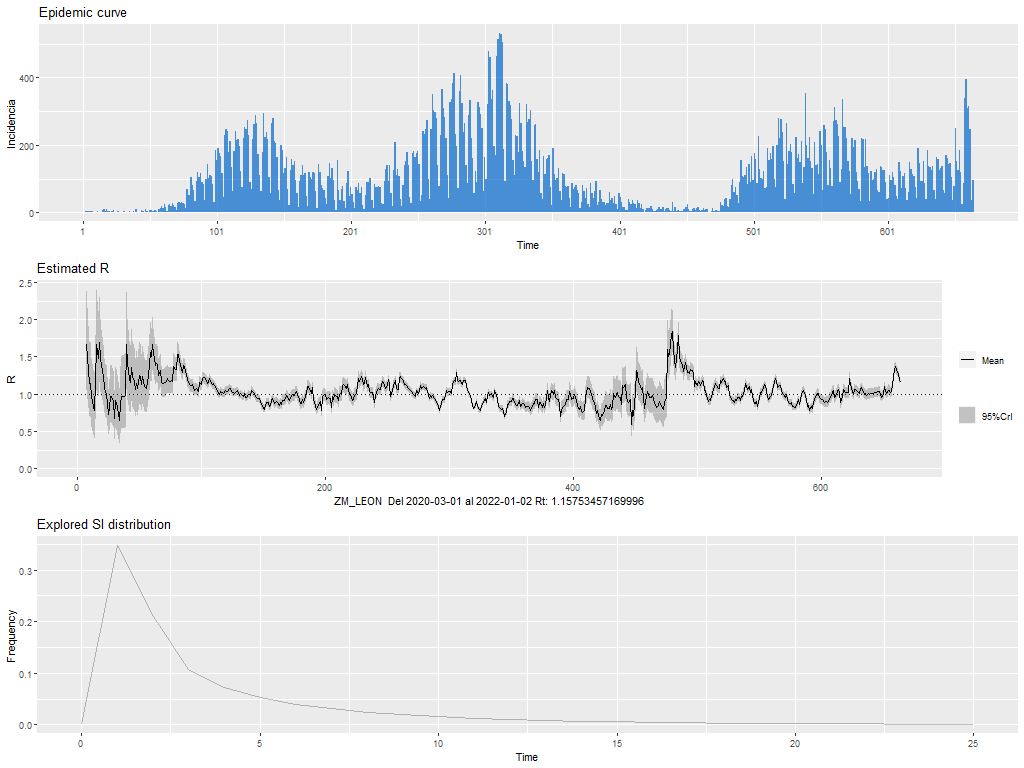 Epidemic curve
Incidencia
400
200
0
1
101
201
301
401
501
601
Time
Estimated R
R
2.5
2.0
1.5
1.0
0.5
0.0
0
200
400
600
ZM_LEON Del 2020-03-01 al 2022-01-02 Rt: 1.15753457169996
Mean
95%CrI
Explored SI distribution
Frequency
0.3
0.2
0.1
0.0
0
5
10
15
20
25
Time